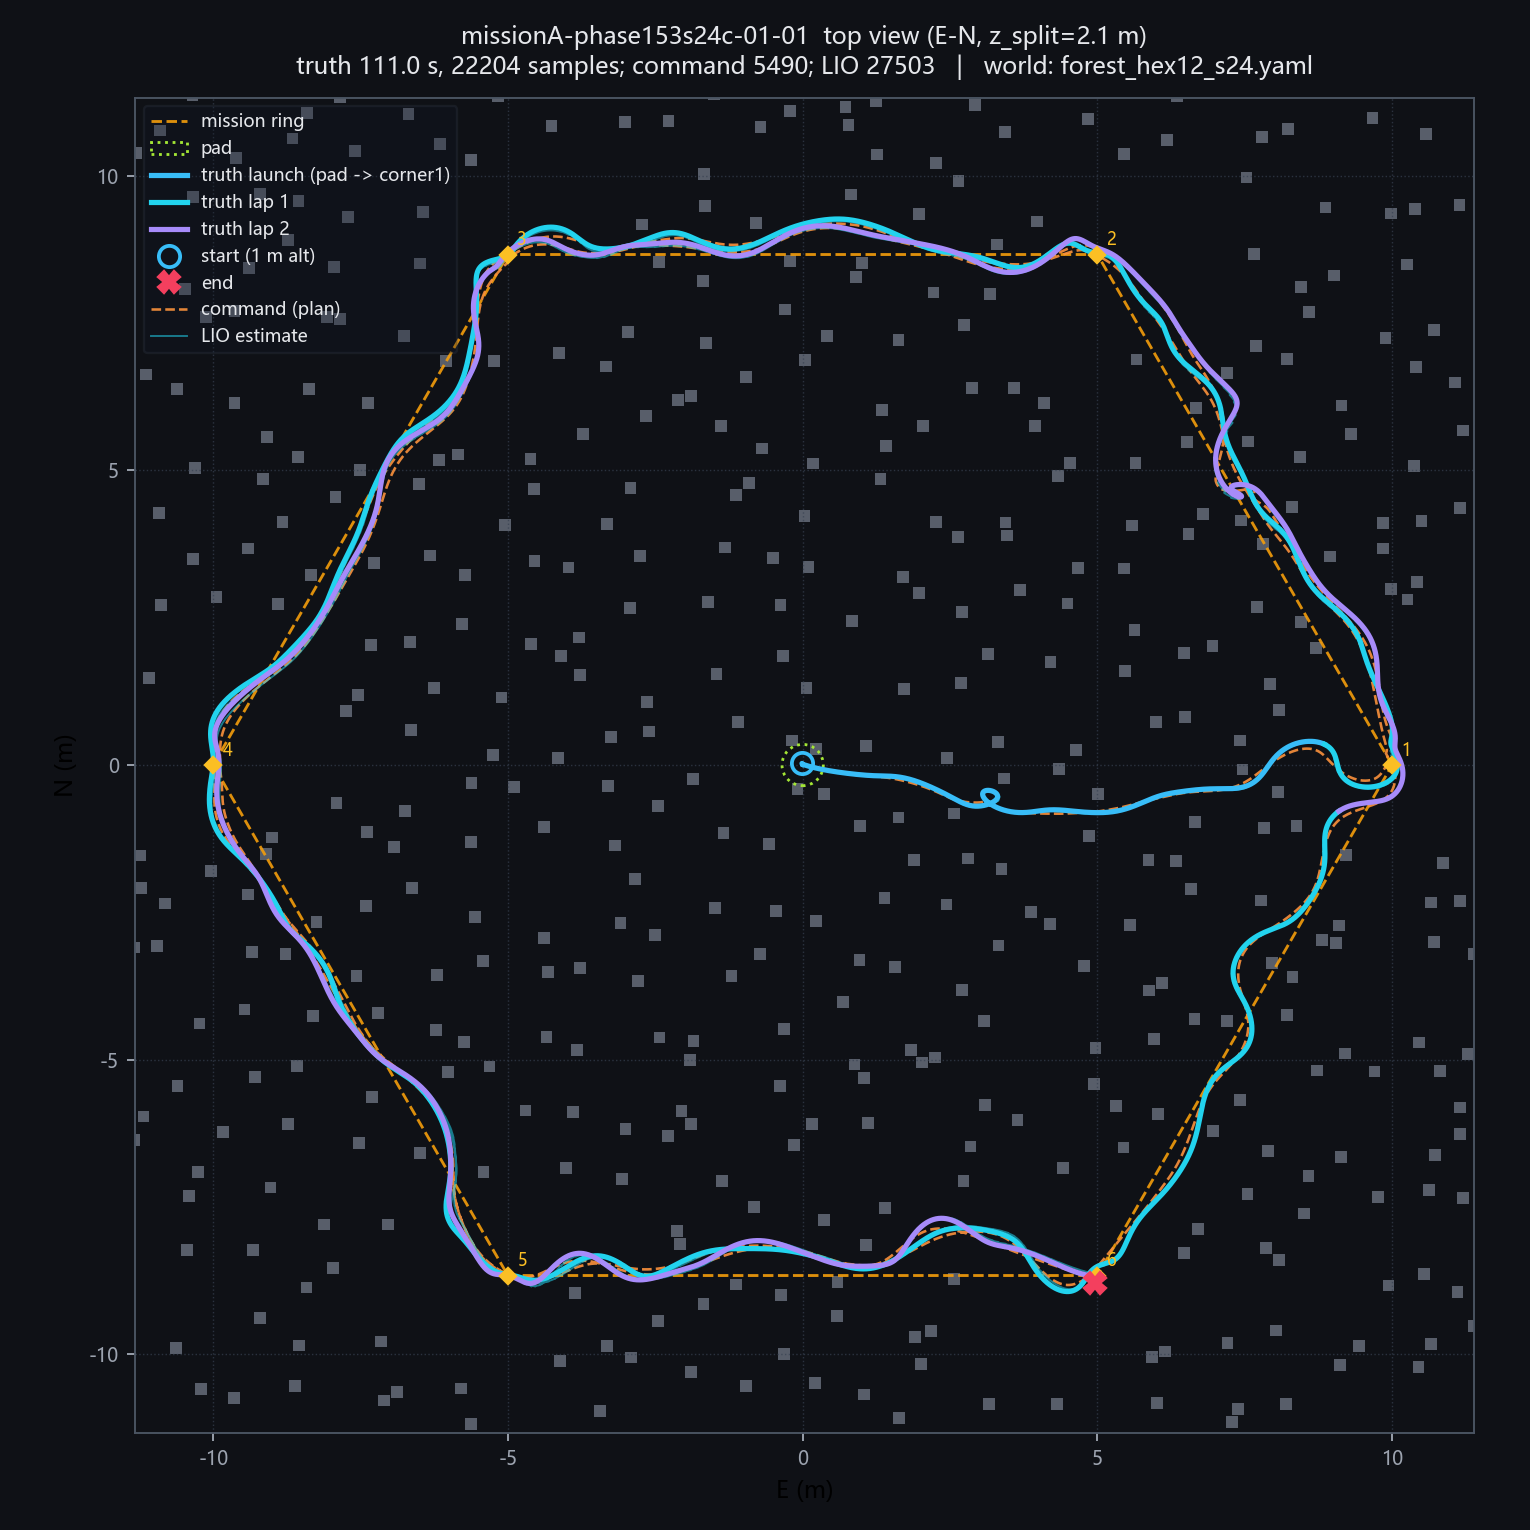 missionA-phase153s24c-01-01  top view (E-N, z_split=2.1 m)
truth 111.0 s, 22204 samples; command 5490; LIO 27503   |   world: forest_hex12_s24.yaml
mission ring
pad
truth launch (pad -> corner1)
truth lap 1
truth lap 2
start (1 m alt)
end
command (plan)
LIO estimate
3
2
4
1
5
6
10
5
0
-5
-10
N (m)
-10
-5
0
5
10
E (m)